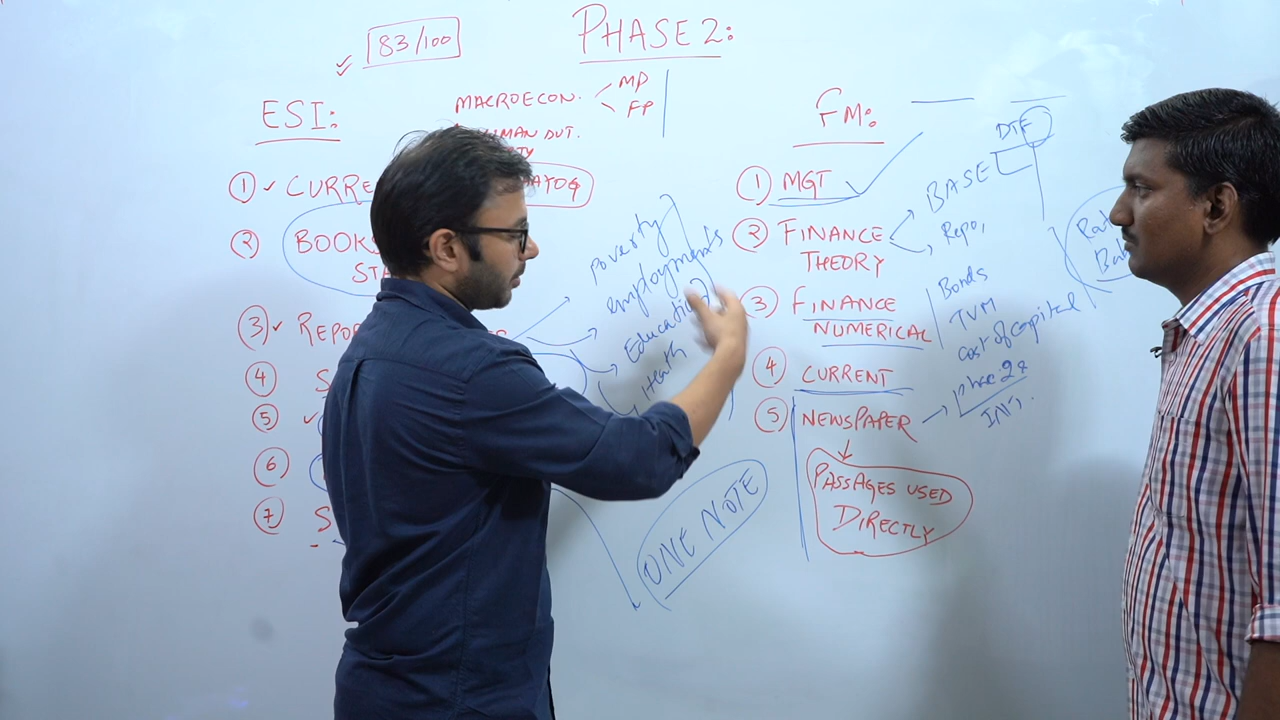 PHASE 2:
83/100
ESI:
MACROECON.
MP
FP
① CURRE
② BOOKS
STA
③ REPOR
④ S
⑤
⑥
⑦ S
Poverty
employments
Education
Health
ONE NOTE
FM:
① MGT
② FINANCE
THEORY
BASE
Repo,
③ FINANCE
NUMERICAL
Bonds
TVM
cost of capital
④ CURRENT
⑤ NEWSPAPER
Phase 2 &
INT.
PASSAGES USED
DIRECTLY